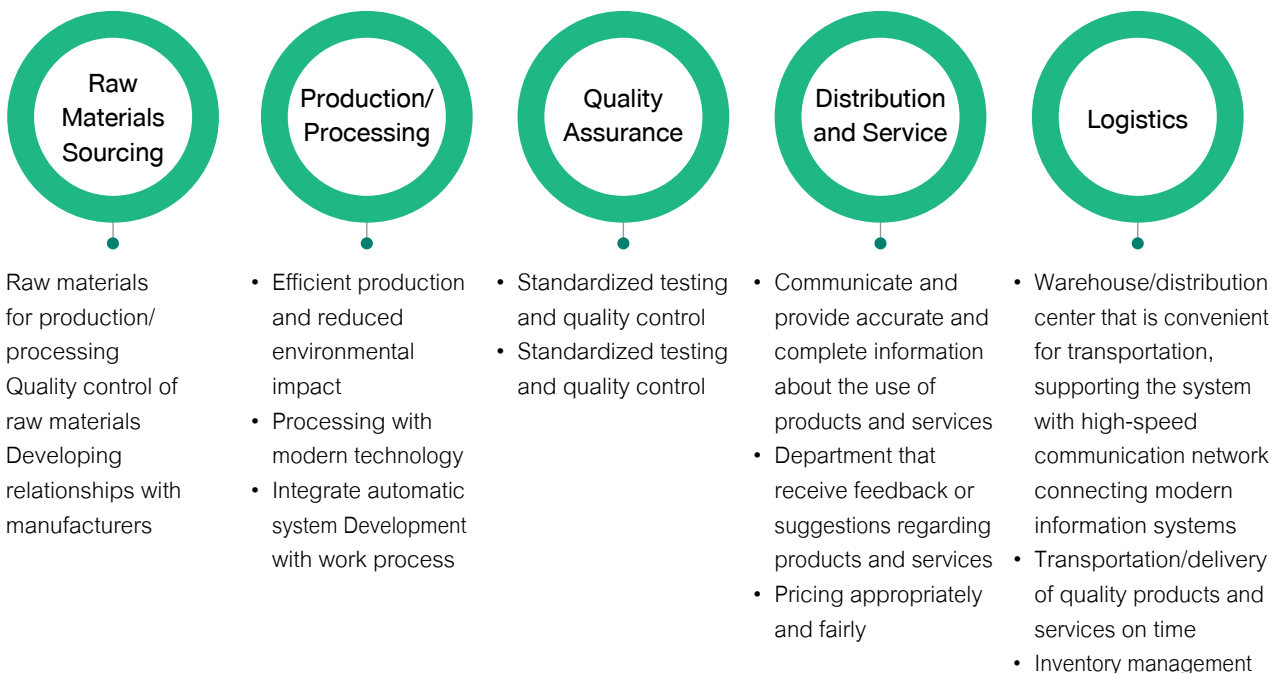 Raw
Materials
Sourcing
Raw materials
for production/
processing
Quality control of
raw materials
Developing
relationships with
manufacturers
Production/
Processing
• Efficient production
and reduced
environmental
impact
• Processing with
modern technology
• Integrate automatic
system Development
with work process
Quality
Assurance
• Standardized testing
and quality control
• Standardized testing
and quality control
Distribution
and Service
• Communicate and
provide accurate and
complete information
about the use of
products and services
• Department that
receive feedback or
suggestions regarding
products and services
• Pricing appropriately
and fairly
Logistics
• Warehouse/distribution
center that is convenient
for transportation,
supporting the system
with high-speed
communication network
connecting modern
information systems
• Transportation/delivery
of quality products and
services on time
• Inventory management